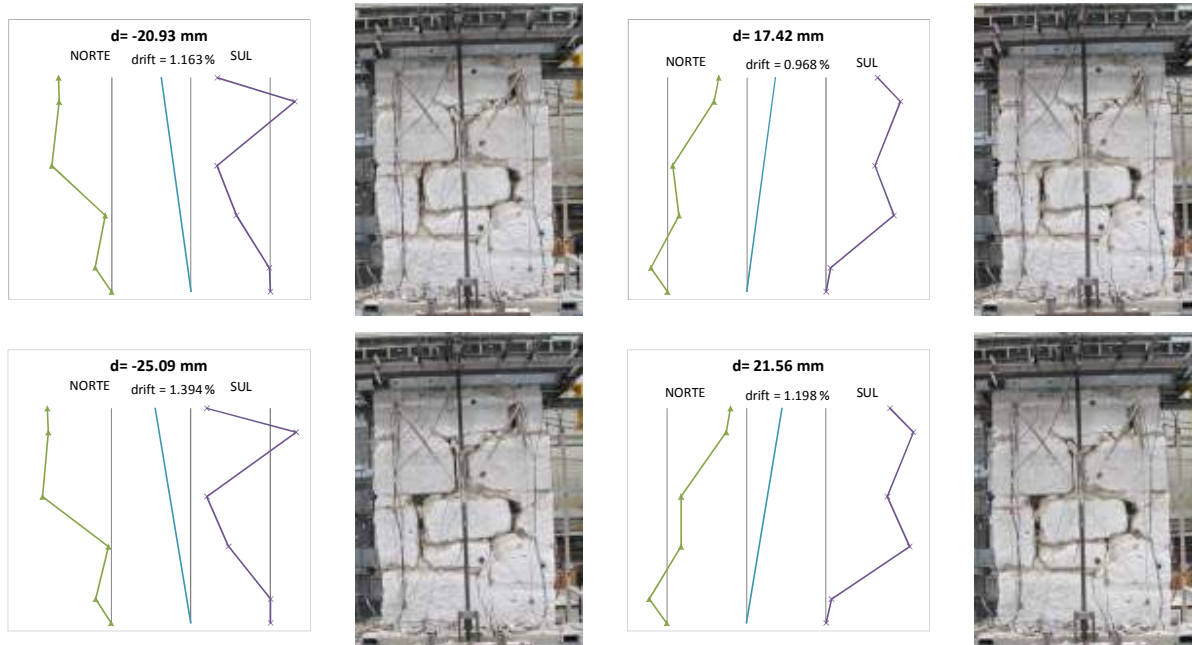 d= -20.93 mm
NORTE
drift = 1.163 %
SUL
d= 17.42 mm
NORTE
drift = 0.968 %
SUL
d= -25.09 mm
NORTE
drift = 1.394 %
SUL
d= 21.56 mm
NORTE
drift = 1.198 %
SUL